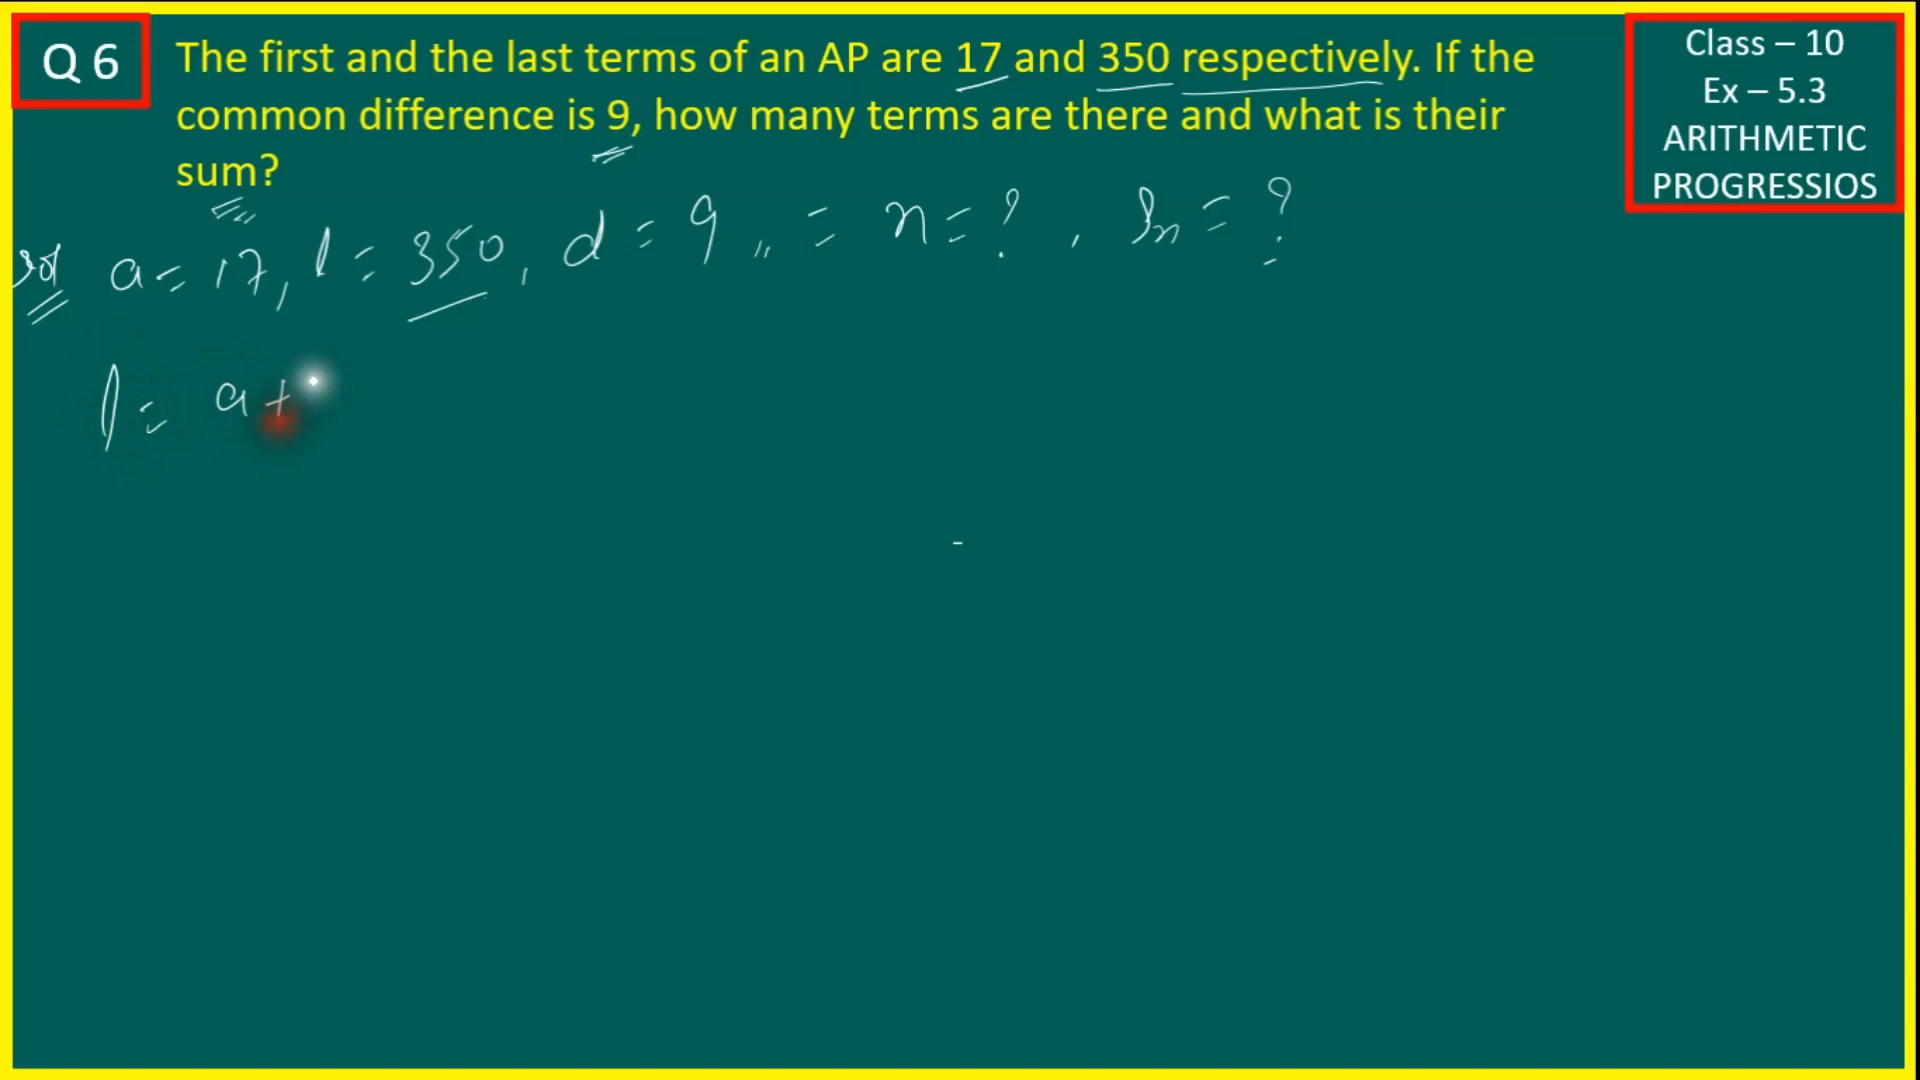 Q 6
The first and the last terms of an AP are 17 and 350 respectively. If the
common difference is 9, how many terms are there and what is their
sum?
Class – 10
Ex – 5.3
ARITHMETIC
PROGRESSIOS
Sol a = 17, l = 350, d = 9,, = n = ? , Sn = ?
l = a +